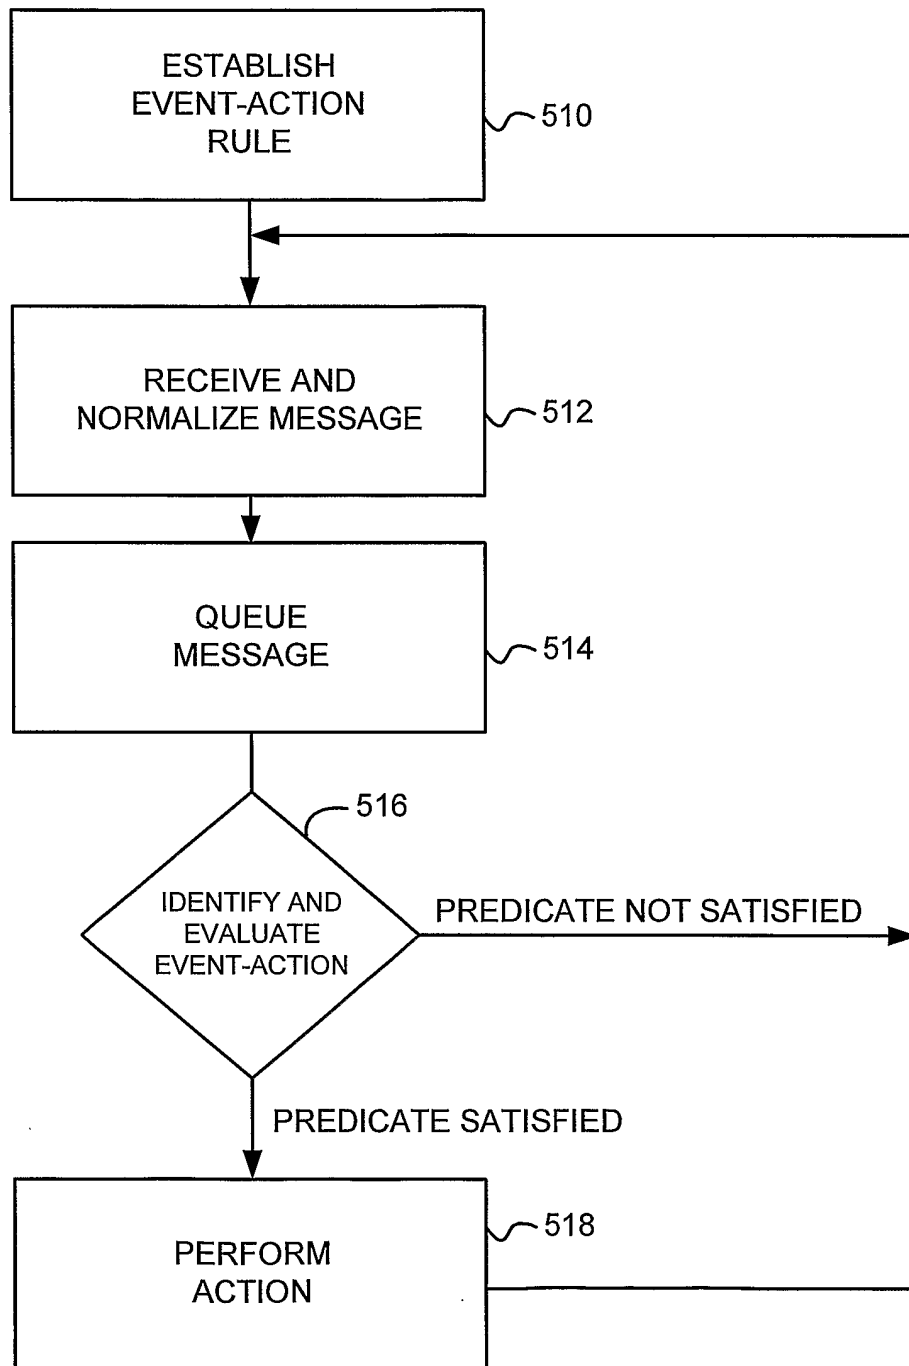 ESTABLISH
EVENT-ACTION
RULE
510
RECEIVE AND
NORMALIZE MESSAGE
512
QUEUE
MESSAGE
514
516
IDENTIFY AND
EVALUATE
EVENT-ACTION
PREDICATE NOT SATISFIED
PREDICATE SATISFIED
518
PERFORM
ACTION